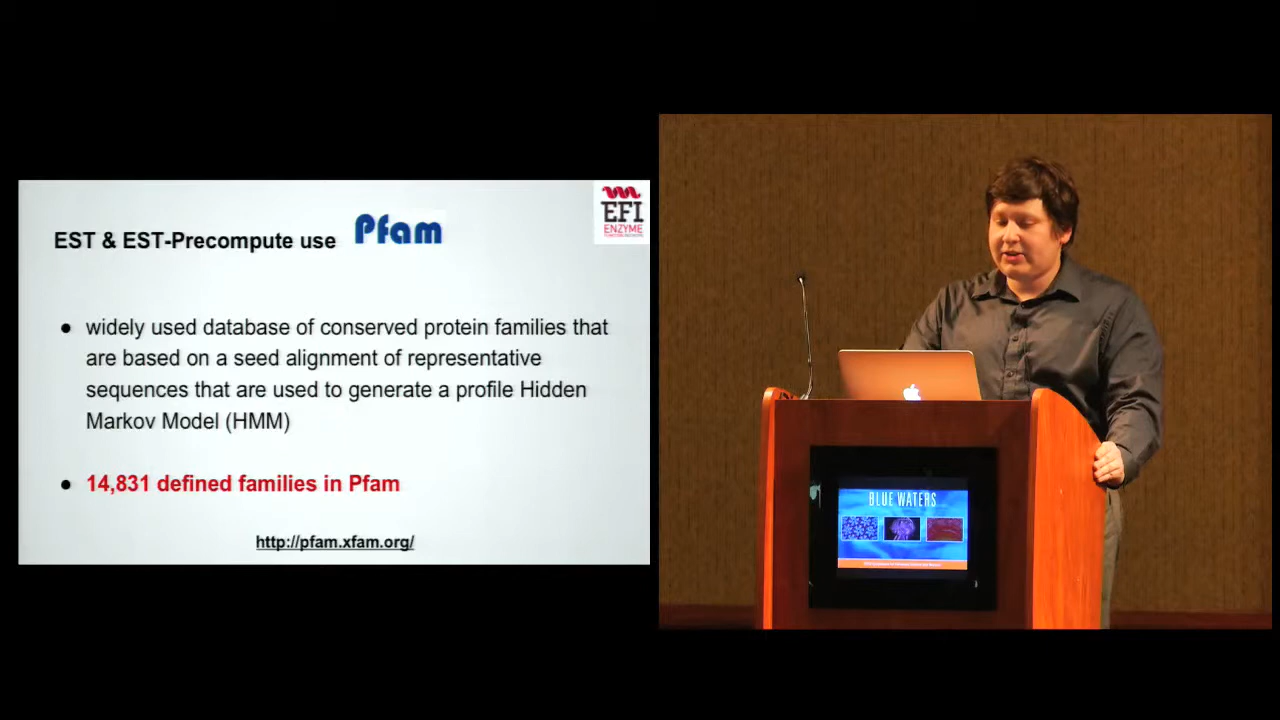 EST & EST-Precompute use Pfam
EFI
ENZYME
● widely used database of conserved protein families that
are based on a seed alignment of representative
sequences that are used to generate a profile Hidden
Markov Model (HMM)
● 14,831 defined families in Pfam
http://pfam.xfam.org/
BLUE WATERS